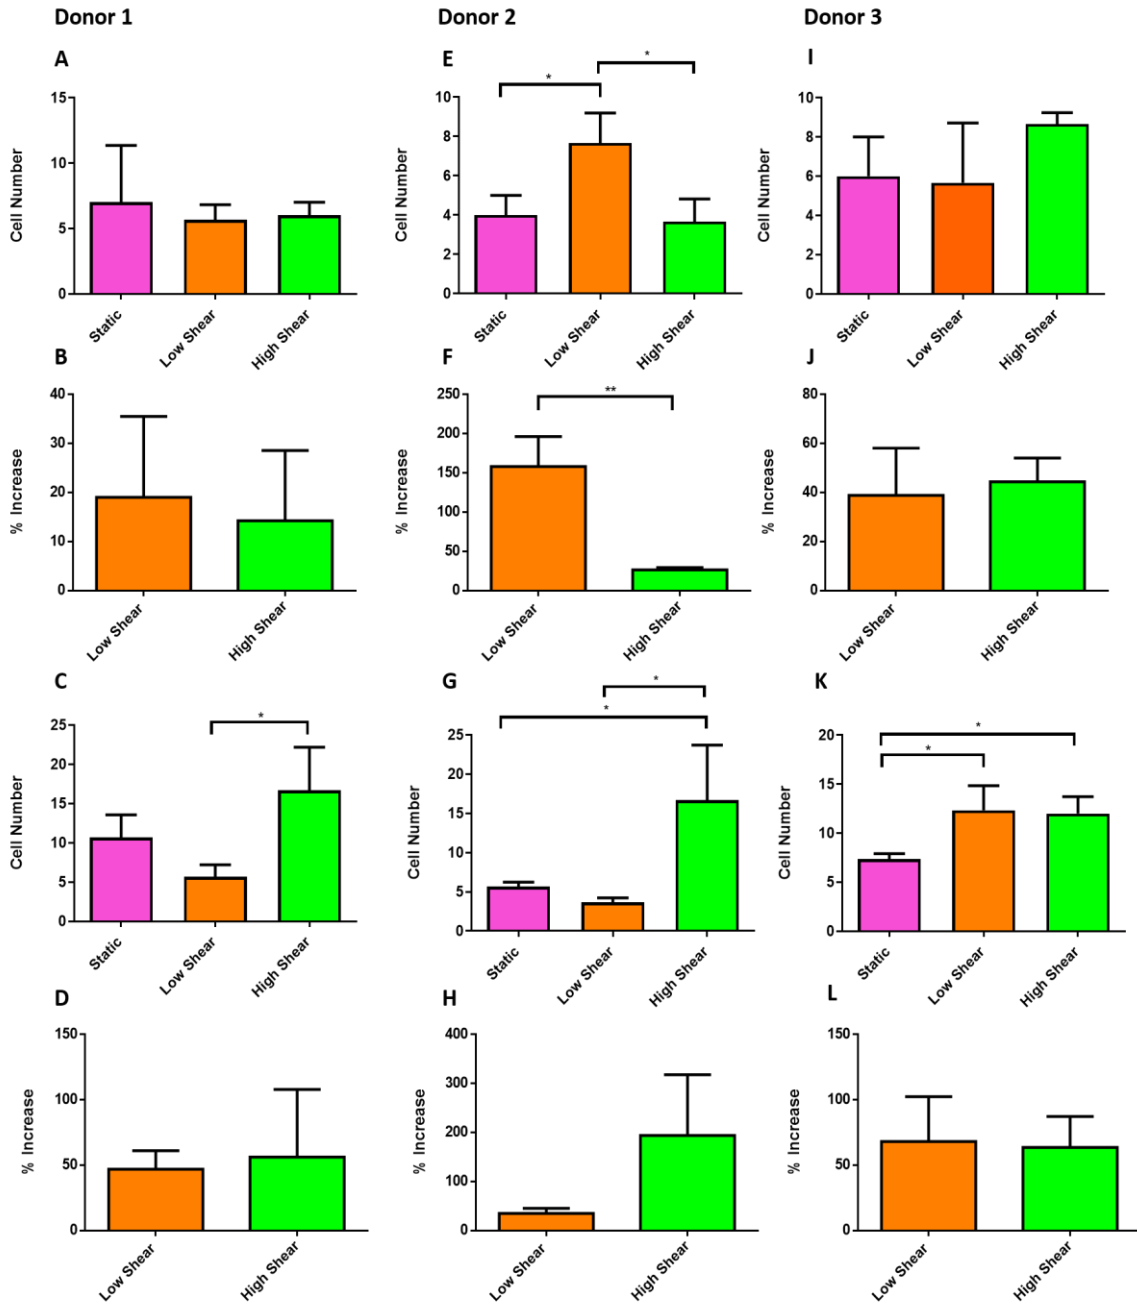 Donor 1
Donor 2
Donor 3
A
Cell Number
15
10
5
0
Static
Low Shear
High Shear
E
*
*
Cell Number
10
8
6
4
2
0
Static
Low Shear
High Shear
I
Cell Number
10
8
6
4
2
0
Static
Low Shear
High Shear
B
% Increase
40
30
20
10
0
Low Shear
High Shear
F
**
% Increase
250
200
150
100
50
0
Low Shear
High Shear
J
% Increase
80
60
40
20
0
Low Shear
High Shear
C
*
Cell Number
25
20
15
10
5
0
Static
Low Shear
High Shear
G
*
*
Cell Number
25
20
15
10
5
0
Static
Low Shear
High Shear
K
*
*
Cell Number
20
15
10
5
0
Static
Low Shear
High Shear
D
% Increase
150
100
50
0
Low Shear
High Shear
H
% Increase
400
300
200
100
0
Low Shear
High Shear
L
% Increase
150
100
50
0
Low Shear
High Shear